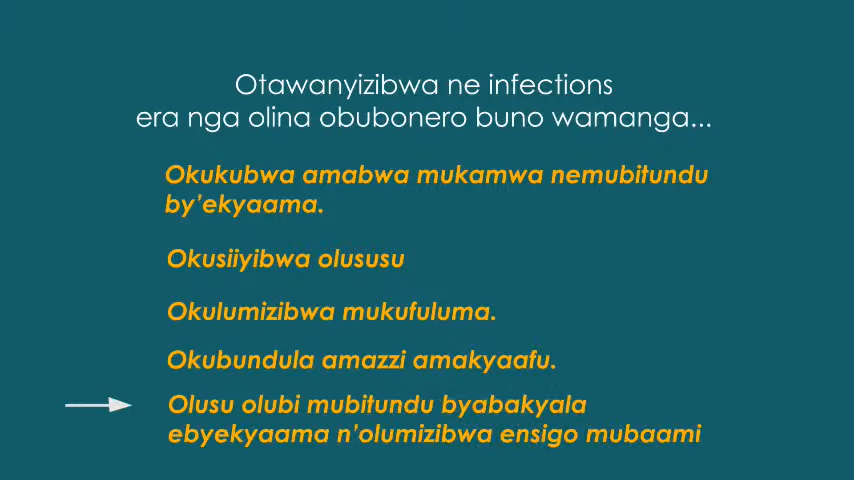 Otawanyizibwa ne infections
era nga olina obubonero buno wamanga...
Okukubwa amabwa mukamwa nemubitundu
by’ekyaama.
Okusiiyibwa olususu
Okulumizibwa mukufuluma.
Okubundula amazzi amakyaafu.
Olusu olubi mubitundu byabakyala
ebyekyaama n’olumizibwa ensigo mubaami